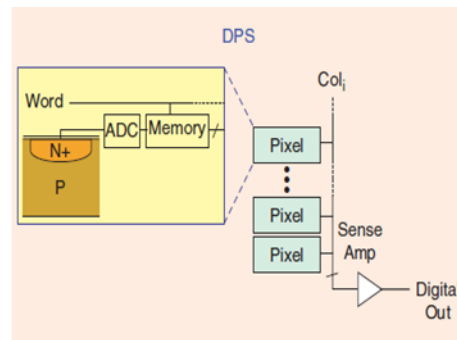 DPS
Col i
Word
ADC
Memory
N+
P
Pixel
Pixel
Pixel
Sense
Amp
Digita
Out